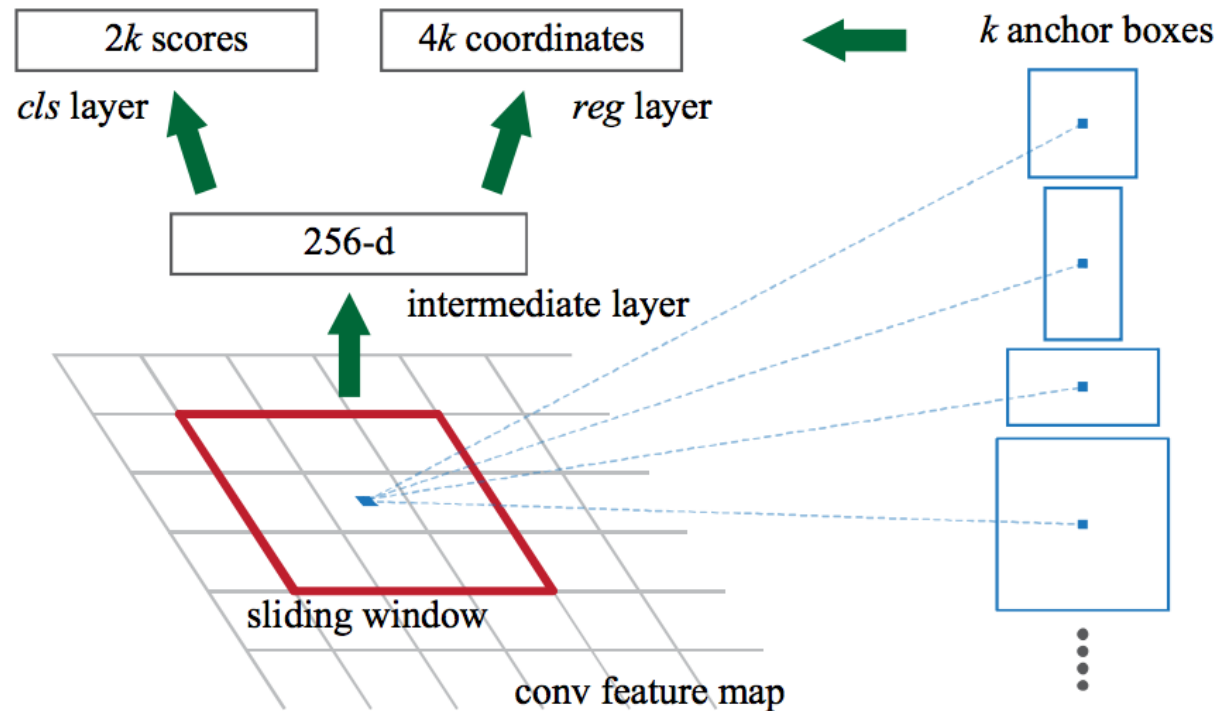 2k scores
4k coordinates
k anchor boxes
cls layer
reg layer
256-d
intermediate layer
sliding window
conv feature map